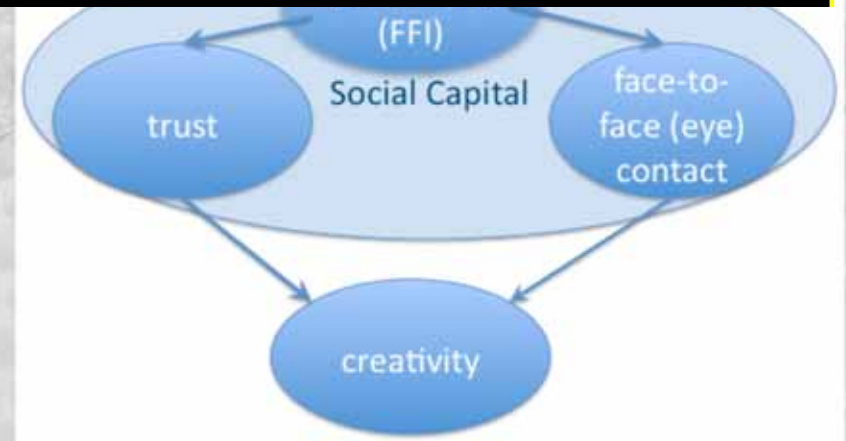 (FFI)
Social Capital
trust
face-to-
face (eye)
contact
creativity